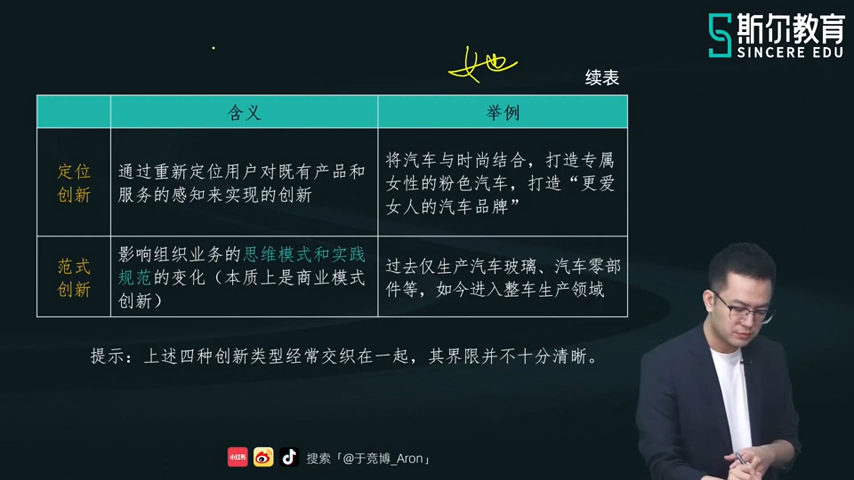 斯尔教育
SINCERE EDU
她
续表
含义
举例
定位
创新
通过重新定位用户对既有产品和
服务的感知来实现的创新
将汽车与时尚结合，打造专属
女性的粉色汽车，打造“更爱
女人的汽车品牌”
范式
创新
影响组织业务的思维模式和实践
规范的变化（本质上是商业模式
创新）
过去仅生产汽车玻璃、汽车零部
件等，如今进入整车生产领域
提示：上述四种创新类型经常交织在一起，其界限并不十分清晰。
小红书
搜索「@于竞博_Aron」